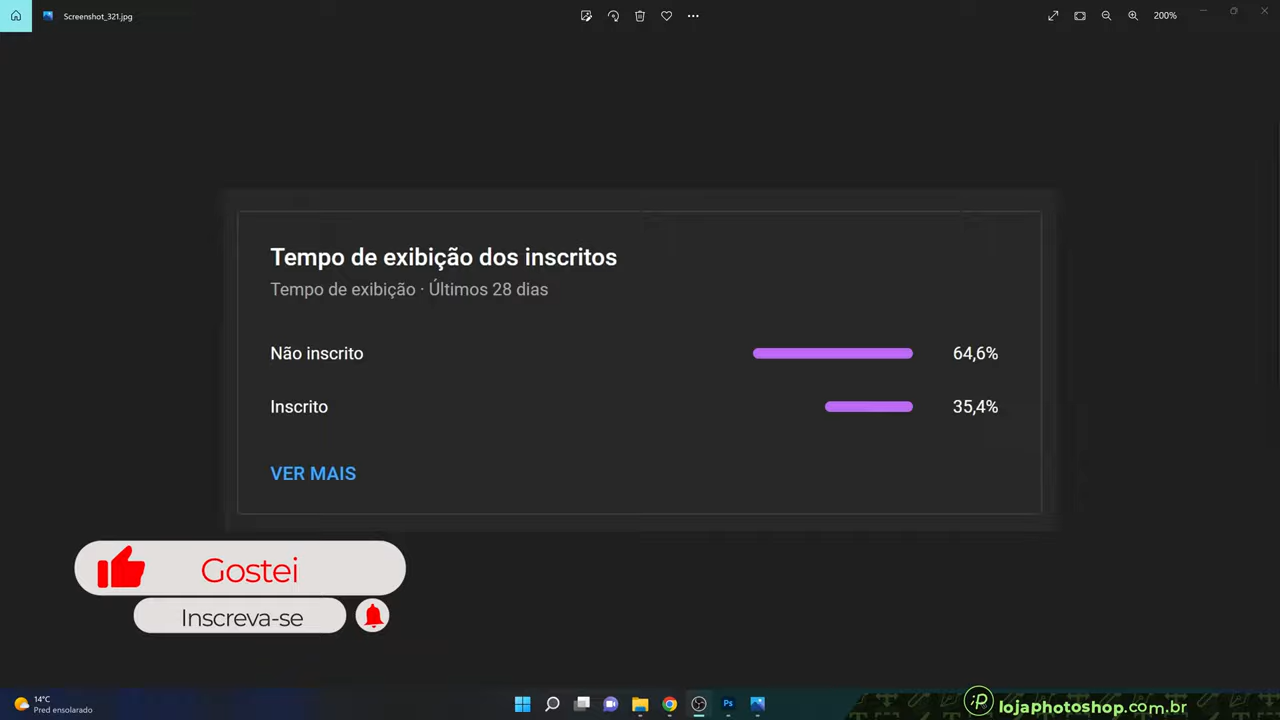 Screenshot_321.jpg
200%
Tempo de exibição dos inscritos
Tempo de exibição · Últimos 28 dias
Não inscrito 64,6%
Inscrito 35,4%
VER MAIS
Gostei
Inscreva-se
14°C
Pred ensolarado
Ps
lojaphotoshop.com.br